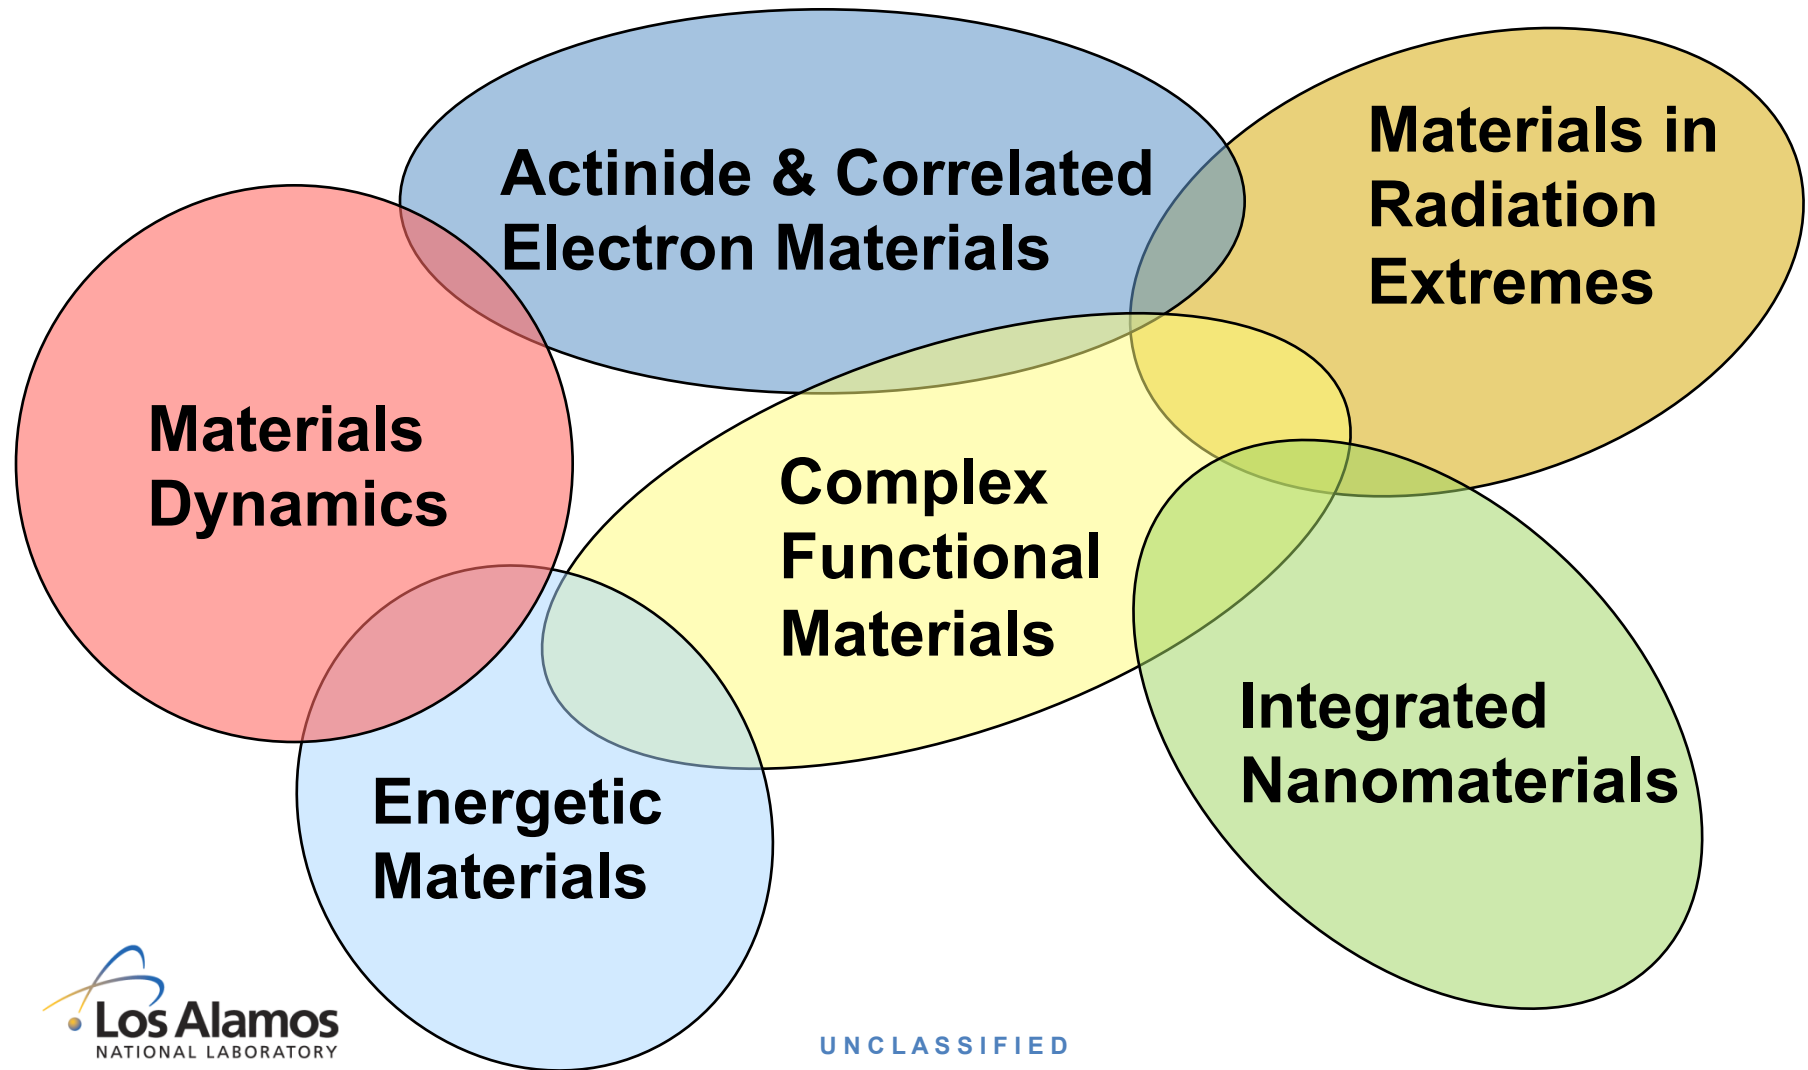 Actinide & Correlated
Electron Materials
Materials in
Radiation
Extremes
Materials
Dynamics
Complex
Functional
Materials
Integrated
Nanomaterials
Energetic
Materials
Los Alamos
NATIONAL LABORATORY
UNCLASSIFIED